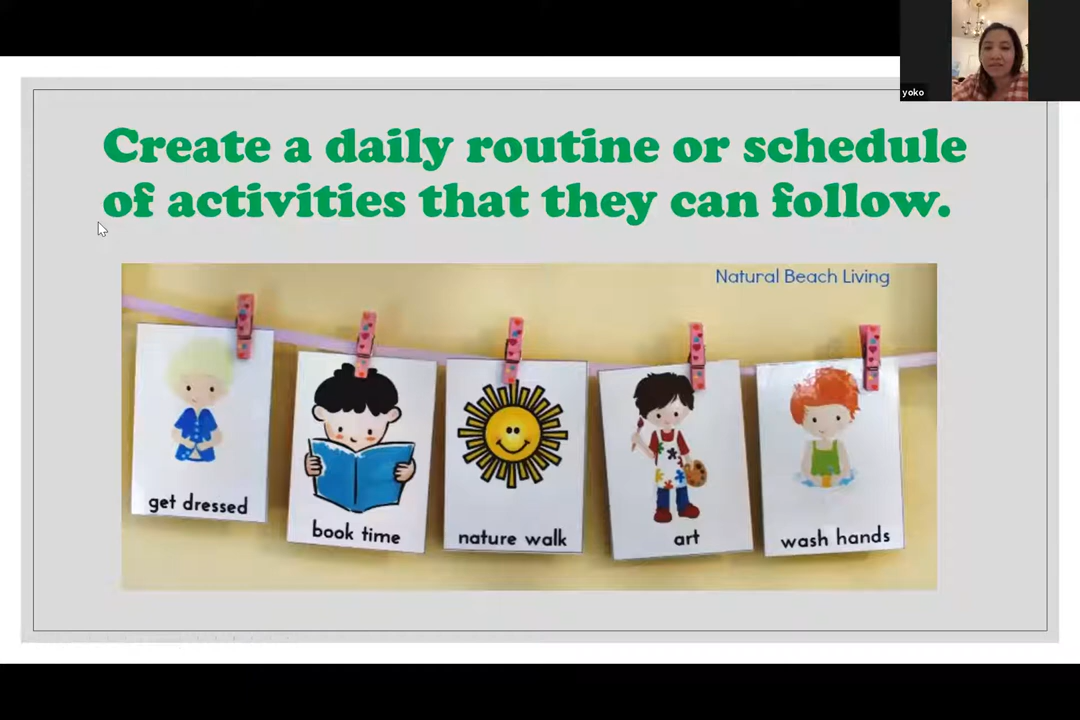 yoko
Create a daily routine or schedule
of activities that they can follow.
Natural Beach Living
get dressed
book time
nature walk
art
wash hands